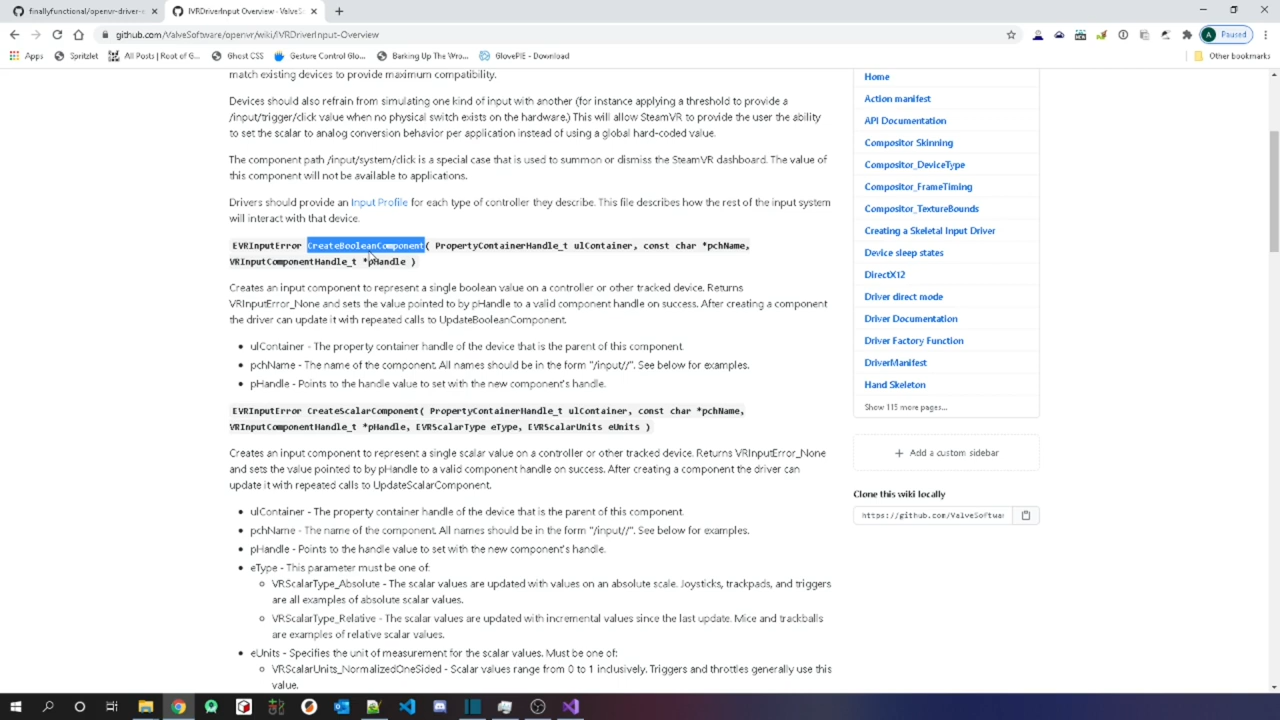 finallyfunctional/openvr-driver-
IVRDriverInput Overview - ValveS
github.com/ValveSoftware/openvr/wiki/IVRDriverInput-Overview
A Paused
Apps Spritzlet All Posts | Root of G... Ghost CSS Gesture Control Glo... Barking Up The Wro... GlovePIE - Download Other bookmarks
match existing devices to provide maximum compatibility.
Devices should also refrain from simulating one kind of input with another (for instance applying a threshold to provide a
/input/trigger/click value when no physical switch exists on the hardware.) This will allow SteamVR to provide the user the ability
to set the scalar to analog conversion behavior per application instead of using a global hard-coded value.
The component path /input/system/click is a special case that is used to summon or dismiss the SteamVR dashboard. The value of
this component will not be available to applications.
Drivers should provide an Input Profile for each type of controller they describe. This file describes how the rest of the input system
will interact with that device.
EVRInputError CreateBooleanComponent( PropertyContainerHandle_t ulContainer, const char *pchName,
VRInputComponentHandle_t *pHandle )
Creates an input component to represent a single boolean value on a controller or other tracked device. Returns
VRInputError_None and sets the value pointed to by pHandle to a valid component handle on success. After creating a component
the driver can update it with repeated calls to UpdateBooleanComponent.
ulContainer - The property container handle of the device that is the parent of this component.
pchName - The name of the component. All names should be in the form "/input//". See below for examples.
pHandle - Points to the handle value to set with the new component's handle.
EVRInputError CreateScalarComponent( PropertyContainerHandle_t ulContainer, const char *pchName,
VRInputComponentHandle_t *pHandle, EVRScalarType eType, EVRScalarUnits eUnits )
Creates an input component to represent a single scalar value on a controller or other tracked device. Returns VRInputError_None
and sets the value pointed to by pHandle to a valid component handle on success. After creating a component the driver can
update it with repeated calls to UpdateScalarComponent.
ulContainer - The property container handle of the device that is the parent of this component.
pchName - The name of the component. All names should be in the form "/input//". See below for examples.
pHandle - Points to the handle value to set with the new component's handle.
eType - This parameter must be one of:
VRScalarType_Absolute - The scalar values are updated with values on an absolute scale. Joysticks, trackpads, and triggers
are all examples of absolute scalar values.
VRScalarType_Relative - The scalar values are updated with incremental values since the last update. Mice and trackballs
are examples of relative scalar values.
eUnits - Specifies the unit of measurement for the scalar values. Must be one of:
VRScalarUnits_NormalizedOneSided - Scalar values range from 0 to 1 inclusively. Triggers and throttles generally use this
value.
Home
Action manifest
API Documentation
Compositor Skinning
Compositor_DeviceType
Compositor_FrameTiming
Compositor_TextureBounds
Creating a Skeletal Input Driver
Device sleep states
DirectX12
Driver direct mode
Driver Documentation
Driver Factory Function
DriverManifest
Hand Skeleton
Show 115 more pages...
Add a custom sidebar
Clone this wiki locally
https://github.com/ValveSoftwar